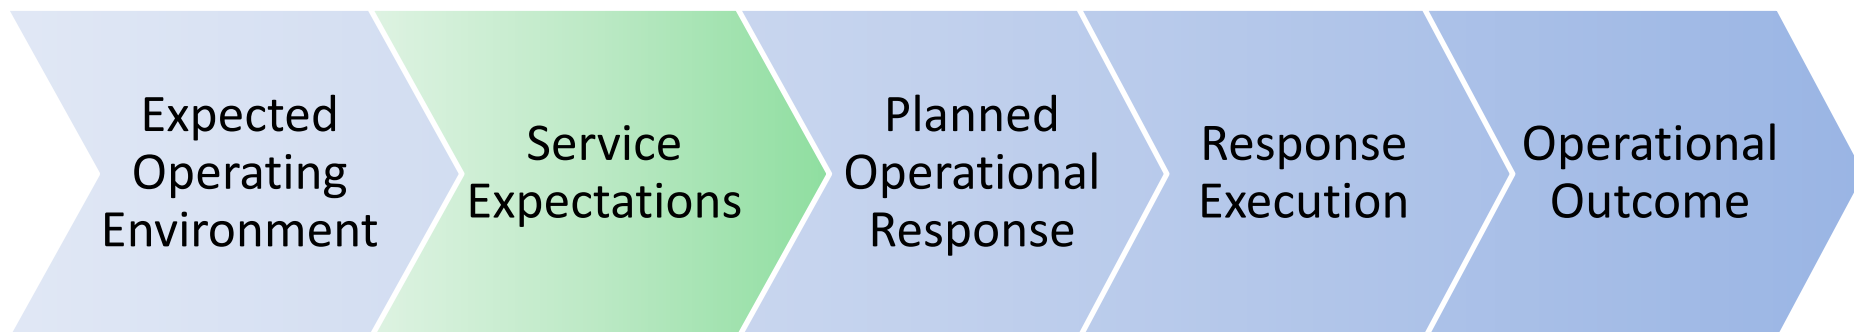 Expected
Operating
Environment
Service
Expectations
Planned
Operational
Response
Response
Execution
Operational
Outcome